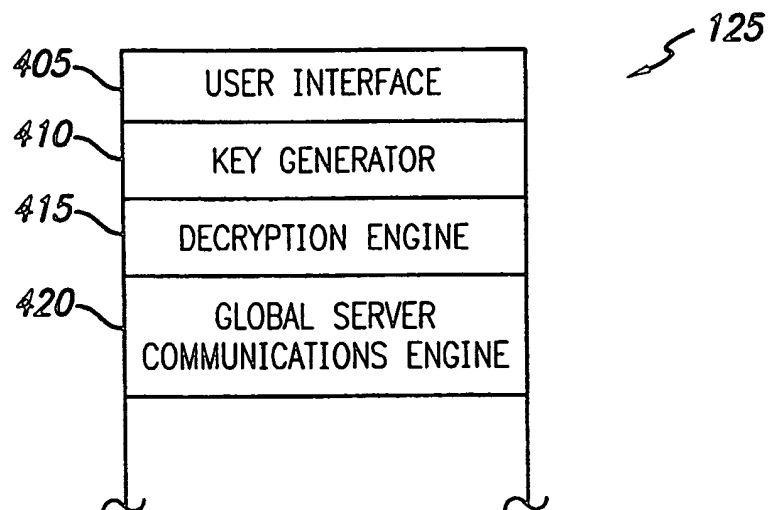 125
405
USER INTERFACE
410
KEY GENERATOR
415
DECRYPTION ENGINE
420
GLOBAL SERVER
COMMUNICATIONS ENGINE